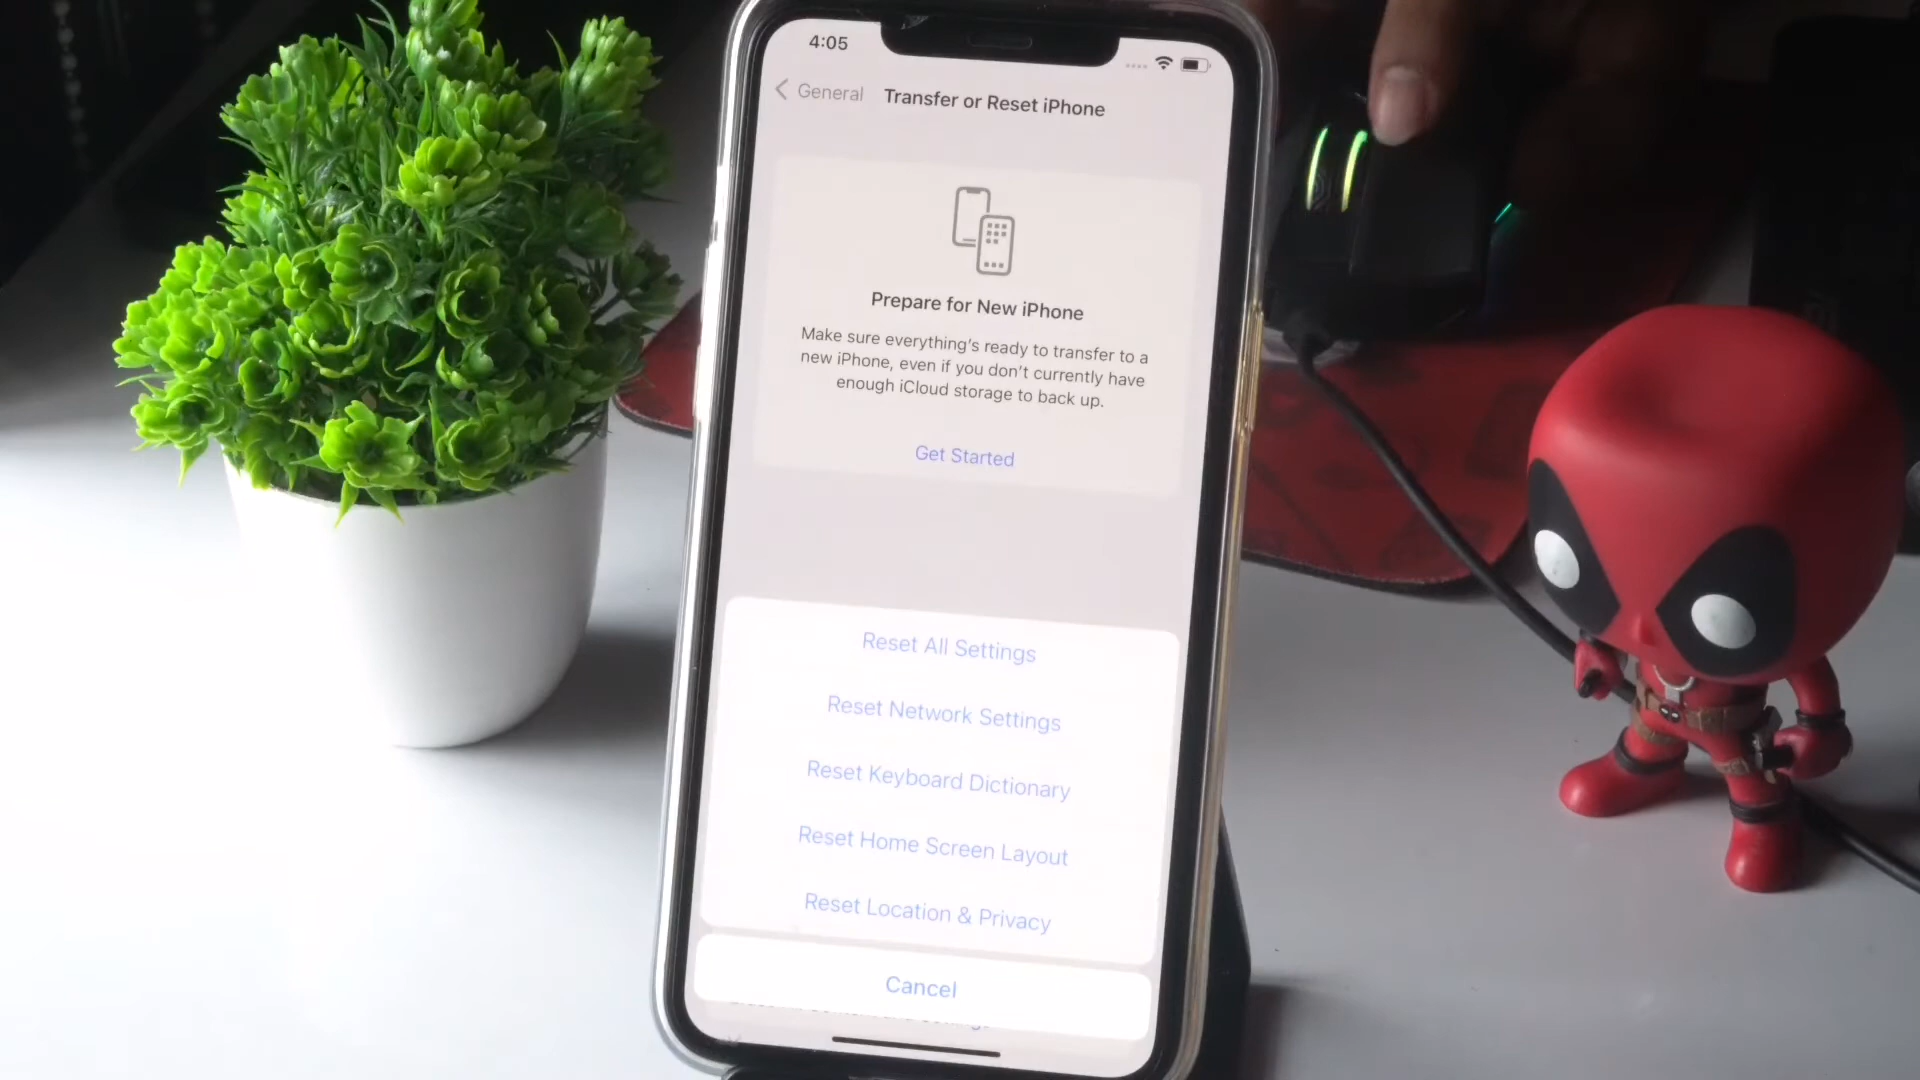 4:05
General
Transfer or Reset iPhone
Prepare for New iPhone
Make sure everything's ready to transfer to a
new iPhone, even if you don't currently have
enough iCloud storage to back up.
Get Started
Reset All Settings
Reset Network Settings
Reset Keyboard Dictionary
Reset Home Screen Layout
Reset Location & Privacy
Cancel